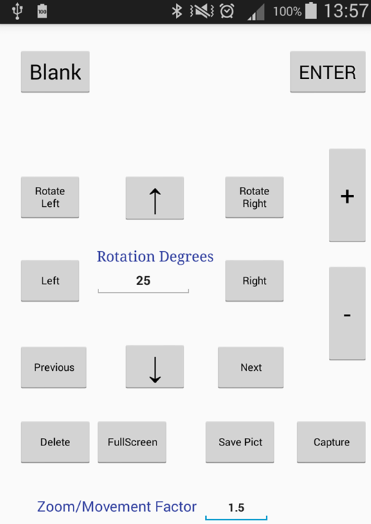 100% 13:57
Blank ENTER
Rotate Left ↑ Rotate Right +
Rotation Degrees
Left 25 Right
-
Previous ↓ Next
Delete FullScreen Save Pict Capture
Zoom/Movement Factor 1.5